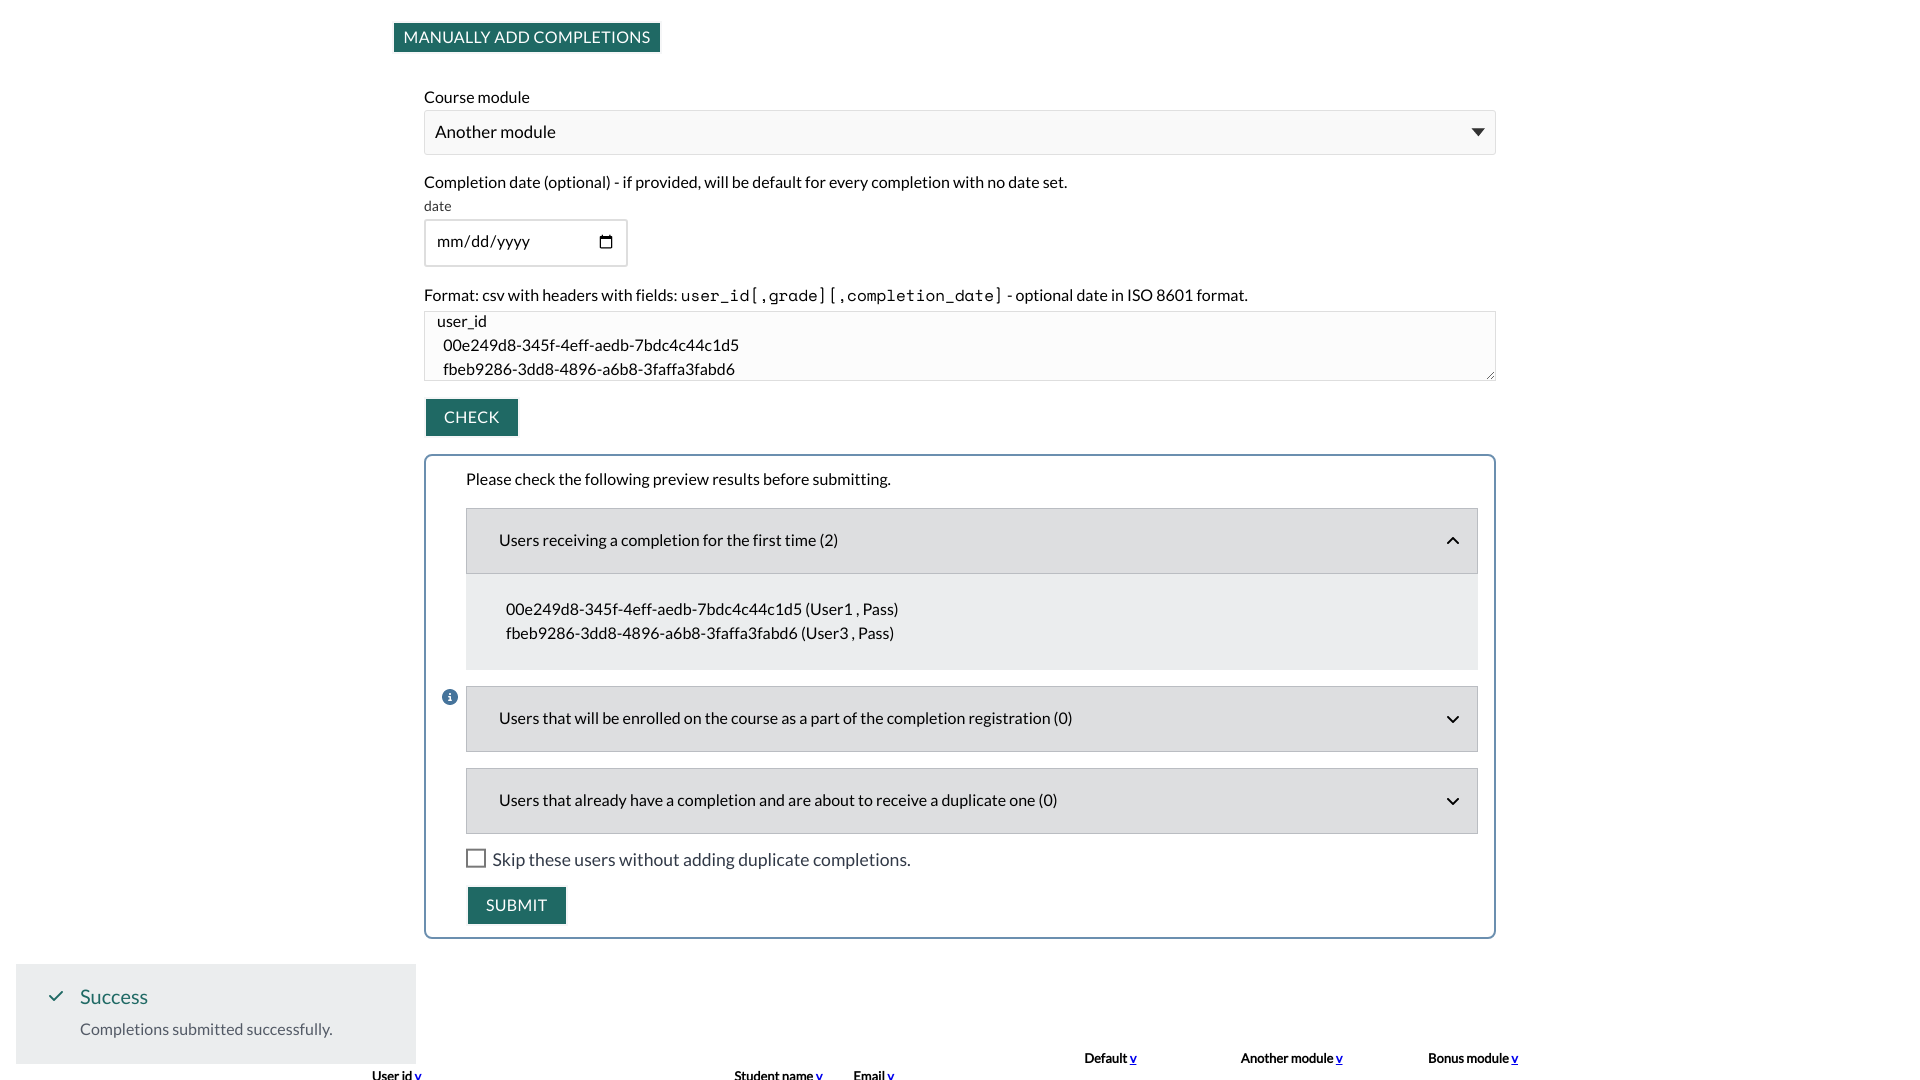 MANUALLY ADD COMPLETIONS
Course module
Another module
Completion date (optional) - if provided, will be default for every completion with no date set.
date
mm/dd/yyyy
Format: csv with headers with fields: user_id[,grade][,completion_date] - optional date in ISO 8601 format.
user_id
00e249d8-345f-4eff-aedb-7bdc4c44c1d5
fbeb9286-3dd8-4896-a6b8-3faffa3fabd6
CHECK
Please check the following preview results before submitting.
Users receiving a completion for the first time (2)
00e249d8-345f-4eff-aedb-7bdc4c44c1d5 (User1 , Pass)
fbeb9286-3dd8-4896-a6b8-3faffa3fabd6 (User3 , Pass)
Users that will be enrolled on the course as a part of the completion registration (0)
Users that already have a completion and are about to receive a duplicate one (0)
Skip these users without adding duplicate completions.
SUBMIT
Success
Completions submitted successfully.
Default v Another module v Bonus module v
User id v Student name v Email v